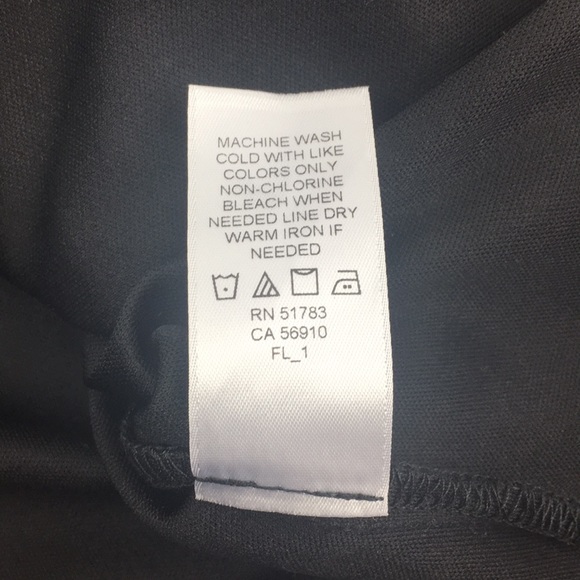 MACHINE WASH
COLD WITH LIKE
COLORS ONLY
NON-CHLORINE
BLEACH WHEN
NEEDED LINE DRY
WARM IRON IF
NEEDED
RN 51783
CA 56910
FL_1